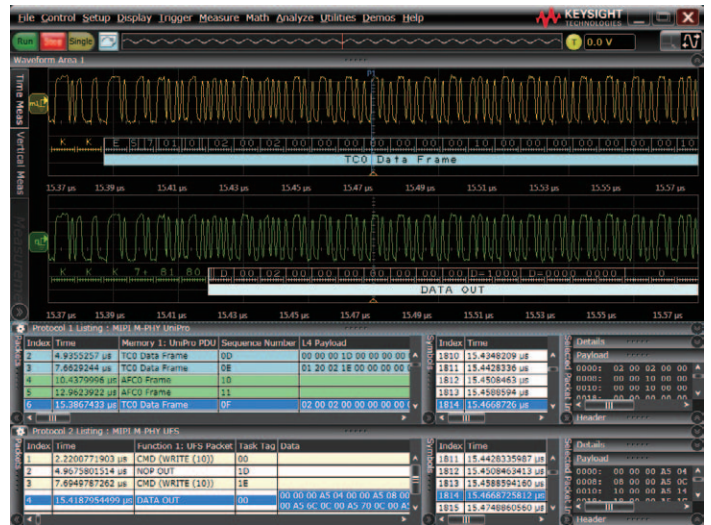 File Control Setup Display Trigger Measure Math Analyze Utilities Demos Help
KEYSIGHT
TECHNOLOGIES
Run Stop Single T 0.0 V
Waveform Area 1
Time Meas
Vertical Meas
Measurements
P1
K K E S 7 01 0 02 00 02 00 00 00 00 00 10 00 00 00 00 00 10
TC0 Data Frame
15.37 µs 15.39 µs 15.41 µs 15.43 µs 15.45 µs 15.47 µs 15.49 µs 15.51 µs 15.53 µs 15.55 µs 15.57 µs
K K K 7+ 81 80 D 00 02 00 00 00 00 00 00 00 D=1000 D=0000 0000 0
DATA OUT
15.37 µs 15.39 µs 15.41 µs 15.43 µs 15.45 µs 15.47 µs 15.49 µs 15.51 µs 15.53 µs 15.55 µs 15.57 µs
Protocol 1 Listing : MIPI M-PHY UniPro
Packets
Index Time Memory 1: UniPro PDU Sequence Number L4 Payload
2 4.9355257 µs TC0 Data Frame 0D 00 00 00 1D 00 00 00 00
3 7.6629244 µs TC0 Data Frame 0E 01 20 02 1E 00 00 00
4 10.4379996 µs AFC0 Frame 10
5 12.9623922 µs AFC0 Frame 11
6 15.3867433 µs TC0 Data Frame 0F 02 00 02 00 00 00 00
Symbols
Index Time
1810 15.4348209 µs
1811 15.4428336 µs
1812 15.4508463 µs
1813 15.4588594 µs
1814 15.4668726 µs
Details
Payload
0000: 02 00 02 00 00
0008: 00 00 10 00 00
0010: 00 00 10 00 00
Header
Protocol 2 Listing : MIPI M-PHY UFS
Packets
Index Time Function 1: UFS Packet Task Tag Data
1 2.2200771903 µs CMD (WRITE (10)) 00
2 4.9675801514 µs NOP OUT 1D
3 7.6949787262 µs CMD (WRITE (10)) 1E
4 15.4187954499 µs DATA OUT 00 00 00 00 A5 04 00 00 A5 08 00
00 A5 6C 0C 00 A5 70 0C 00 A5
Symbols
Index Time
1811 15.4428335987 µs
1812 15.4508463413 µs
1813 15.4588594160 µs
1814 15.4668725812 µs
1815 15.4748860560 µs
Details
Payload
0000: 00 00 00 A5 04
0008: 08 00 00 A5 0C
0010: 10 00 00 A5 14
Header